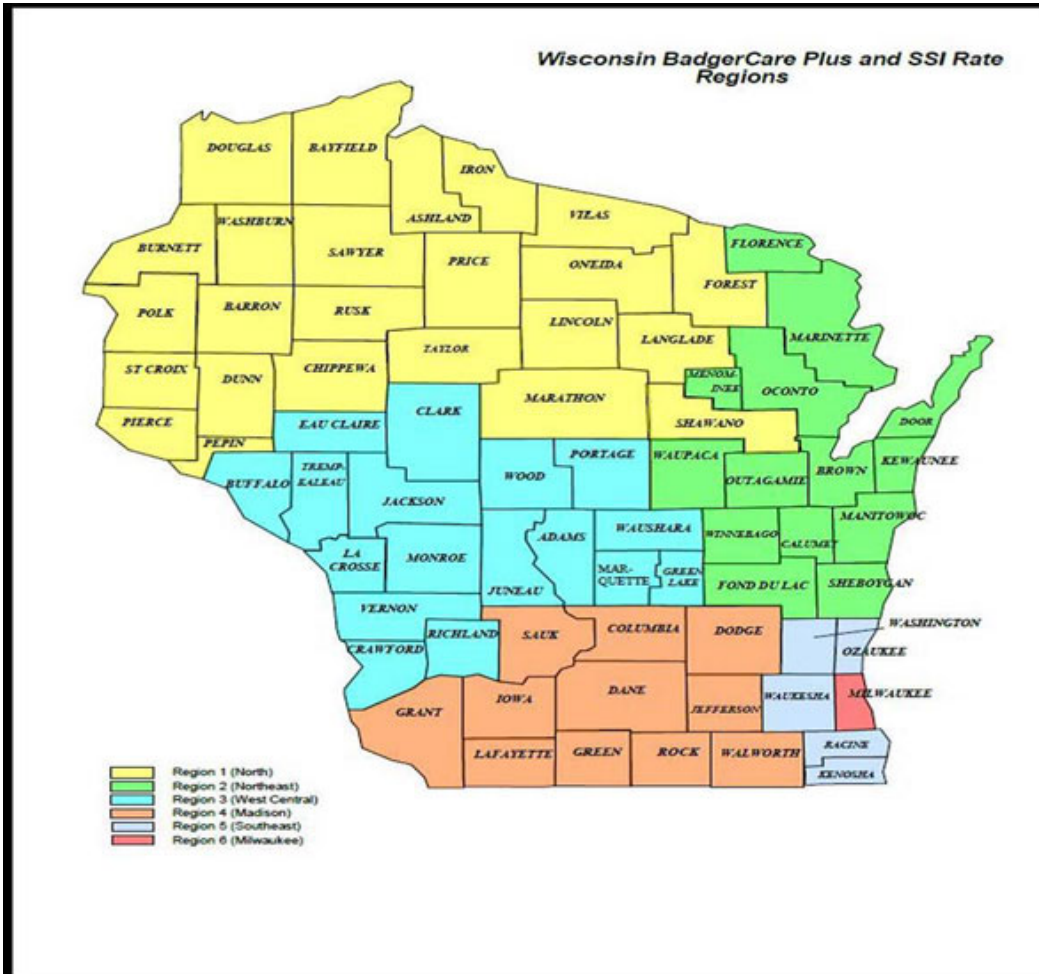 Wisconsin BadgerCare Plus and SSI Rate
Regions
DOUGLAS
BAYFIELD
IRON
ASHLAND
VILAS
WASHBURN
BURNETT
SAWYER
PRICE
ONEIDA
FLORENCE
FOREST
POLK
BARRON
RUSK
LINCOLN
LANGLADE
MARINETTE
TAYLOR
ST CROIX
DUNN
CHIPPEWA
MENOM-
INEE
OCONTO
MARATHON
CLARK
PIERCE
EAU CLAIRE
SHAWANO
DOOR
PEPIN
BUFFALO
TREMP-
EALEAU
WOOD
PORTAGE
WAUPACA
OUTAGAMIE
BROWN
KEWAUNEE
JACKSON
MANITOWOC
ADAMS
WAUSHARA
WINNEBAGO
CALUMET
LA
CROSSE
MONROE
JUNEAU
MAR-
QUETTE
GREEN
LAKE
FOND DU LAC
SHEBOYGAN
VERNON
RICHLAND
SAUK
COLUMBIA
DODGE
WASHINGTON
CRAWFORD
OZAUKEE
GRANT
IOWA
DANE
JEFFERSON
WAUKESHA
MILWAUKEE
LAFAYETTE
GREEN
ROCK
WALWORTH
RACINE
KENOSHA
Region 1 (North)
Region 2 (Northeast)
Region 3 (West Central)
Region 4 (Madison)
Region 5 (Southeast)
Region 6 (Milwaukee)